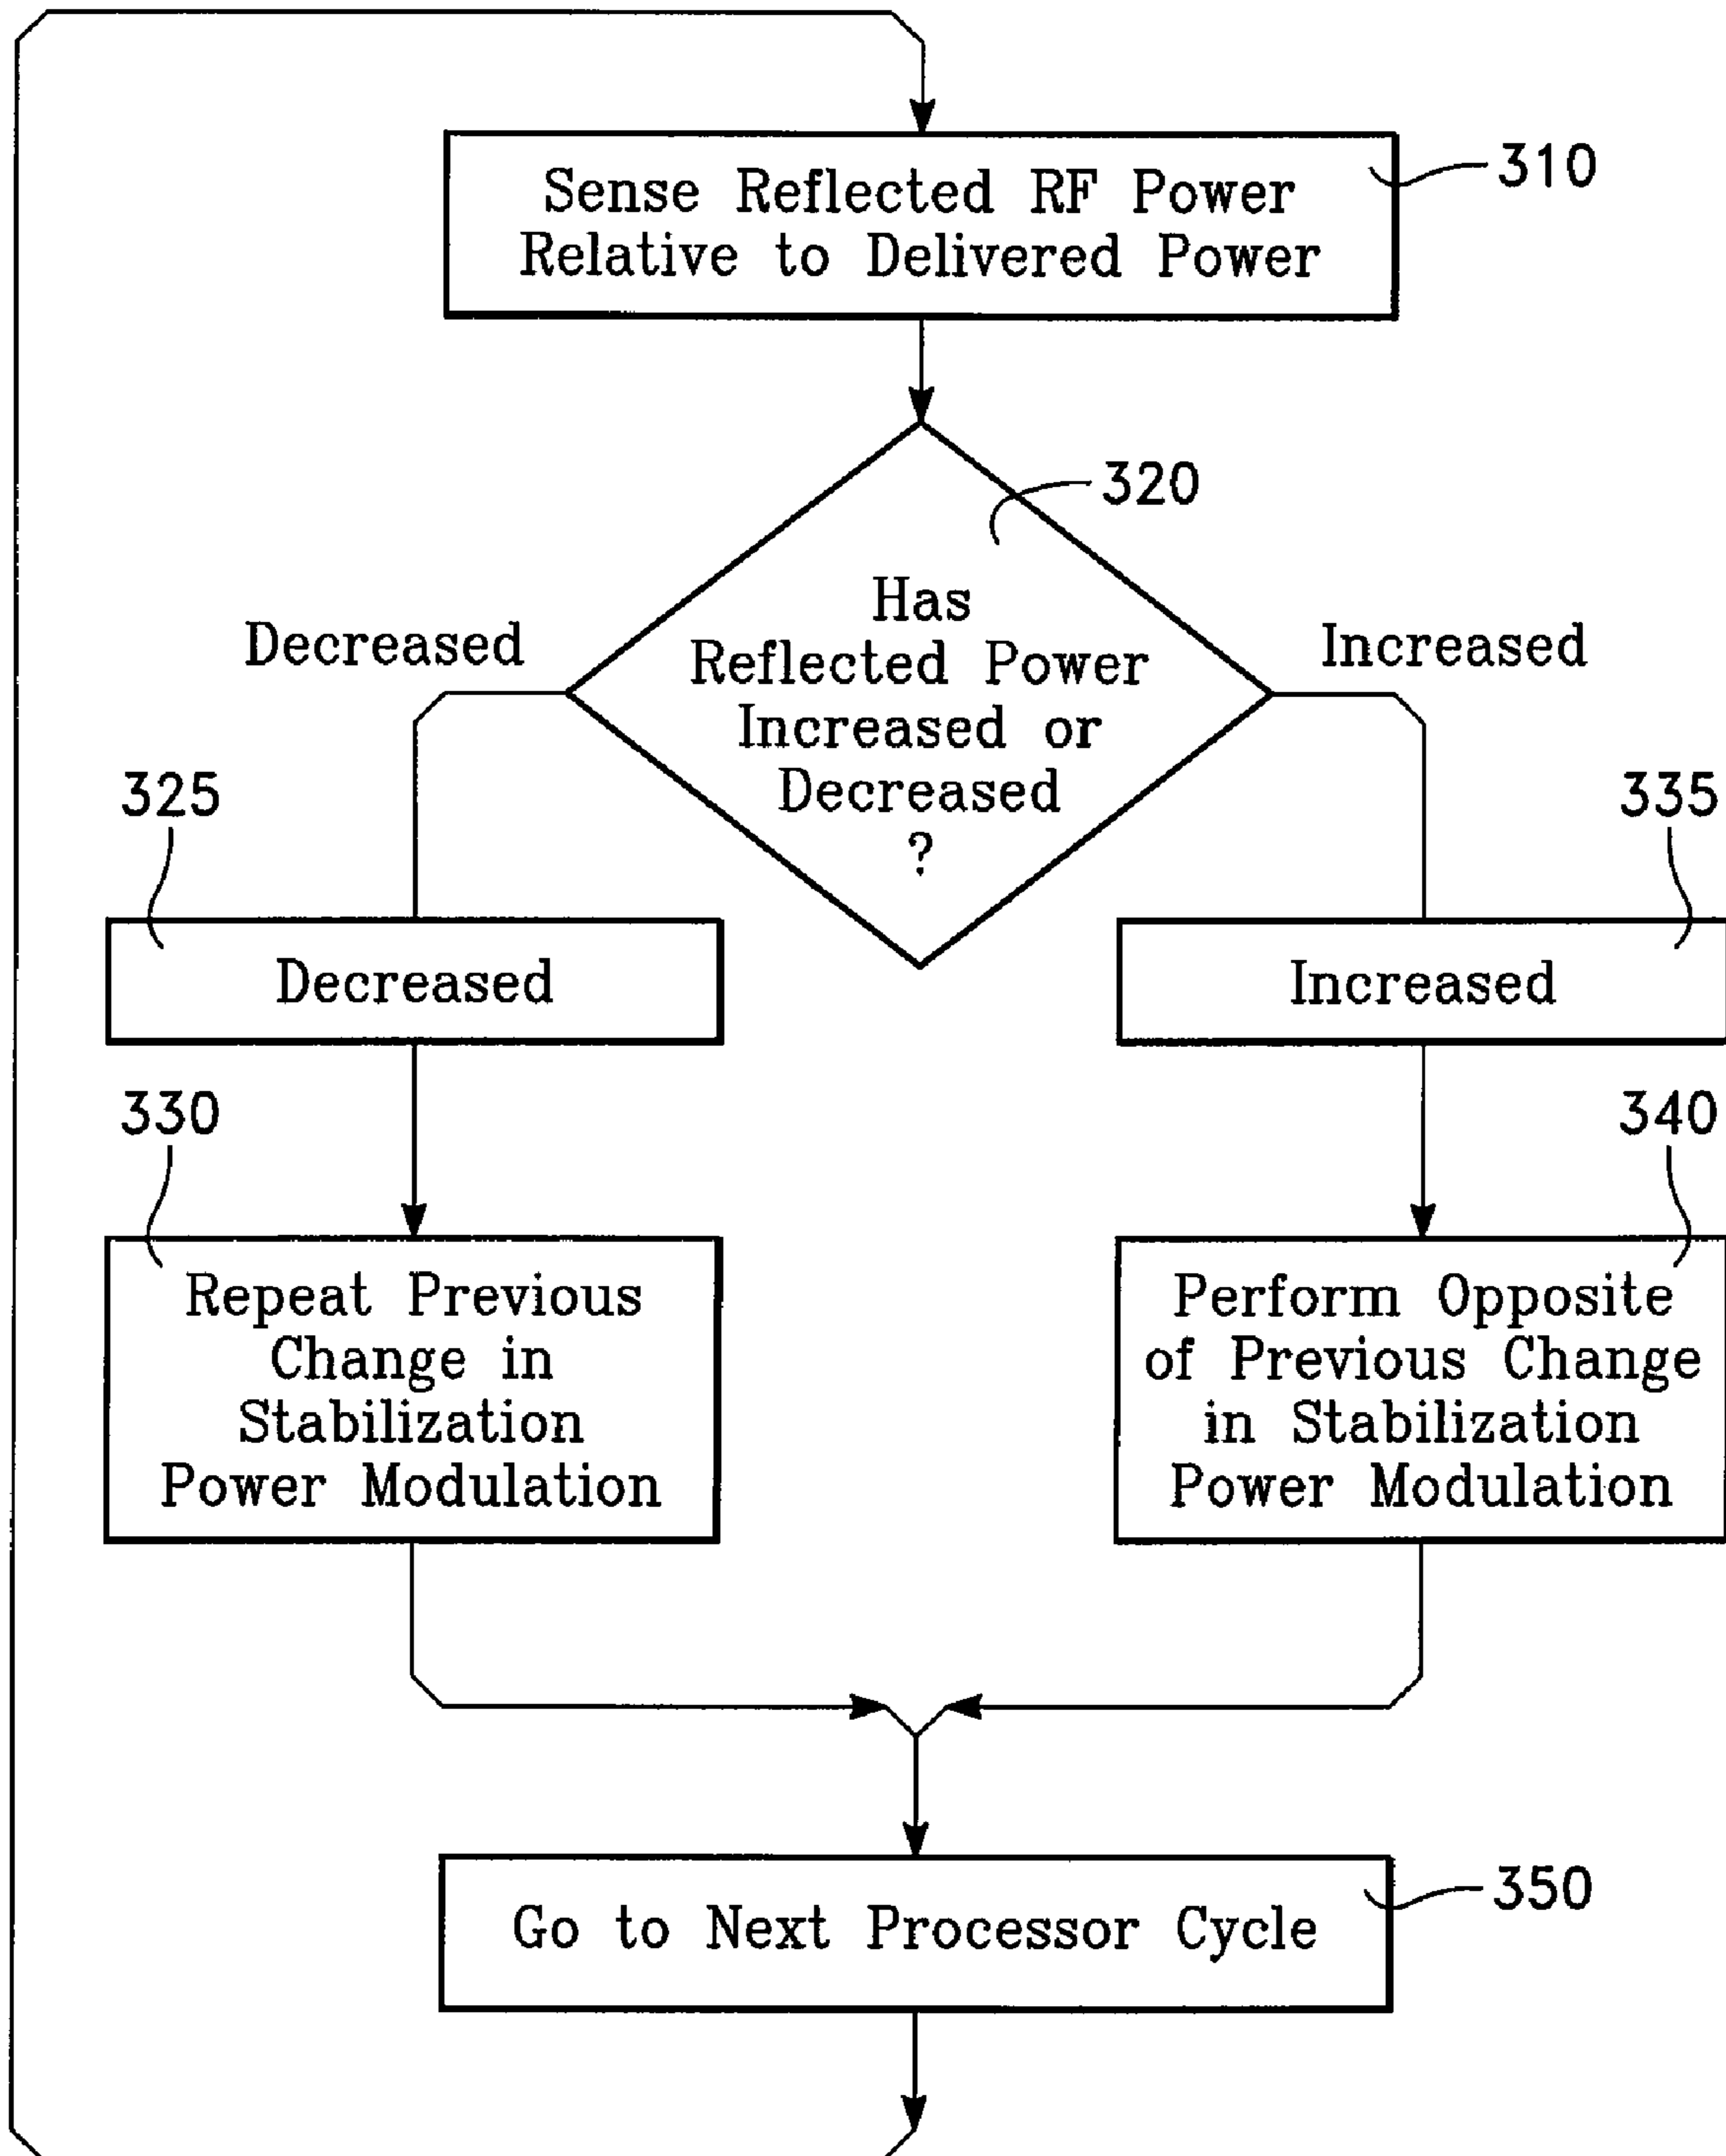 Sense Reflected RF Power
Relative to Delivered Power
310
320
Has
Reflected Power
Increased or
Decreased
?
Decreased
Increased
325
335
Decreased
Increased
330
340
Repeat Previous
Change in
Stabilization
Power Modulation
Perform Opposite
of Previous Change
in Stabilization
Power Modulation
Go to Next Processor Cycle
350